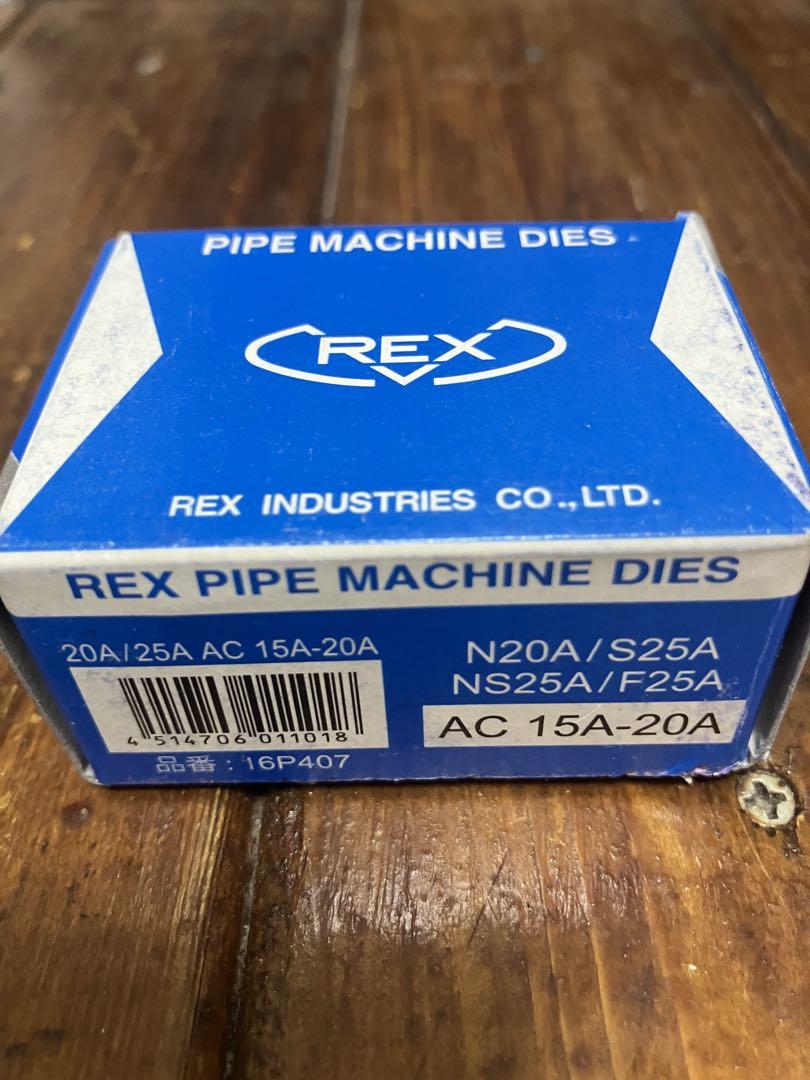 PIPE MACHINE DIES
REX
REX INDUSTRIES CO.,LTD.
REX PIPE MACHINE DIES
20A/25A AC 15A-20A
4 514706 011018
品番: 16P407
N20A/S25A
NS25A/F25A
AC 15A-20A